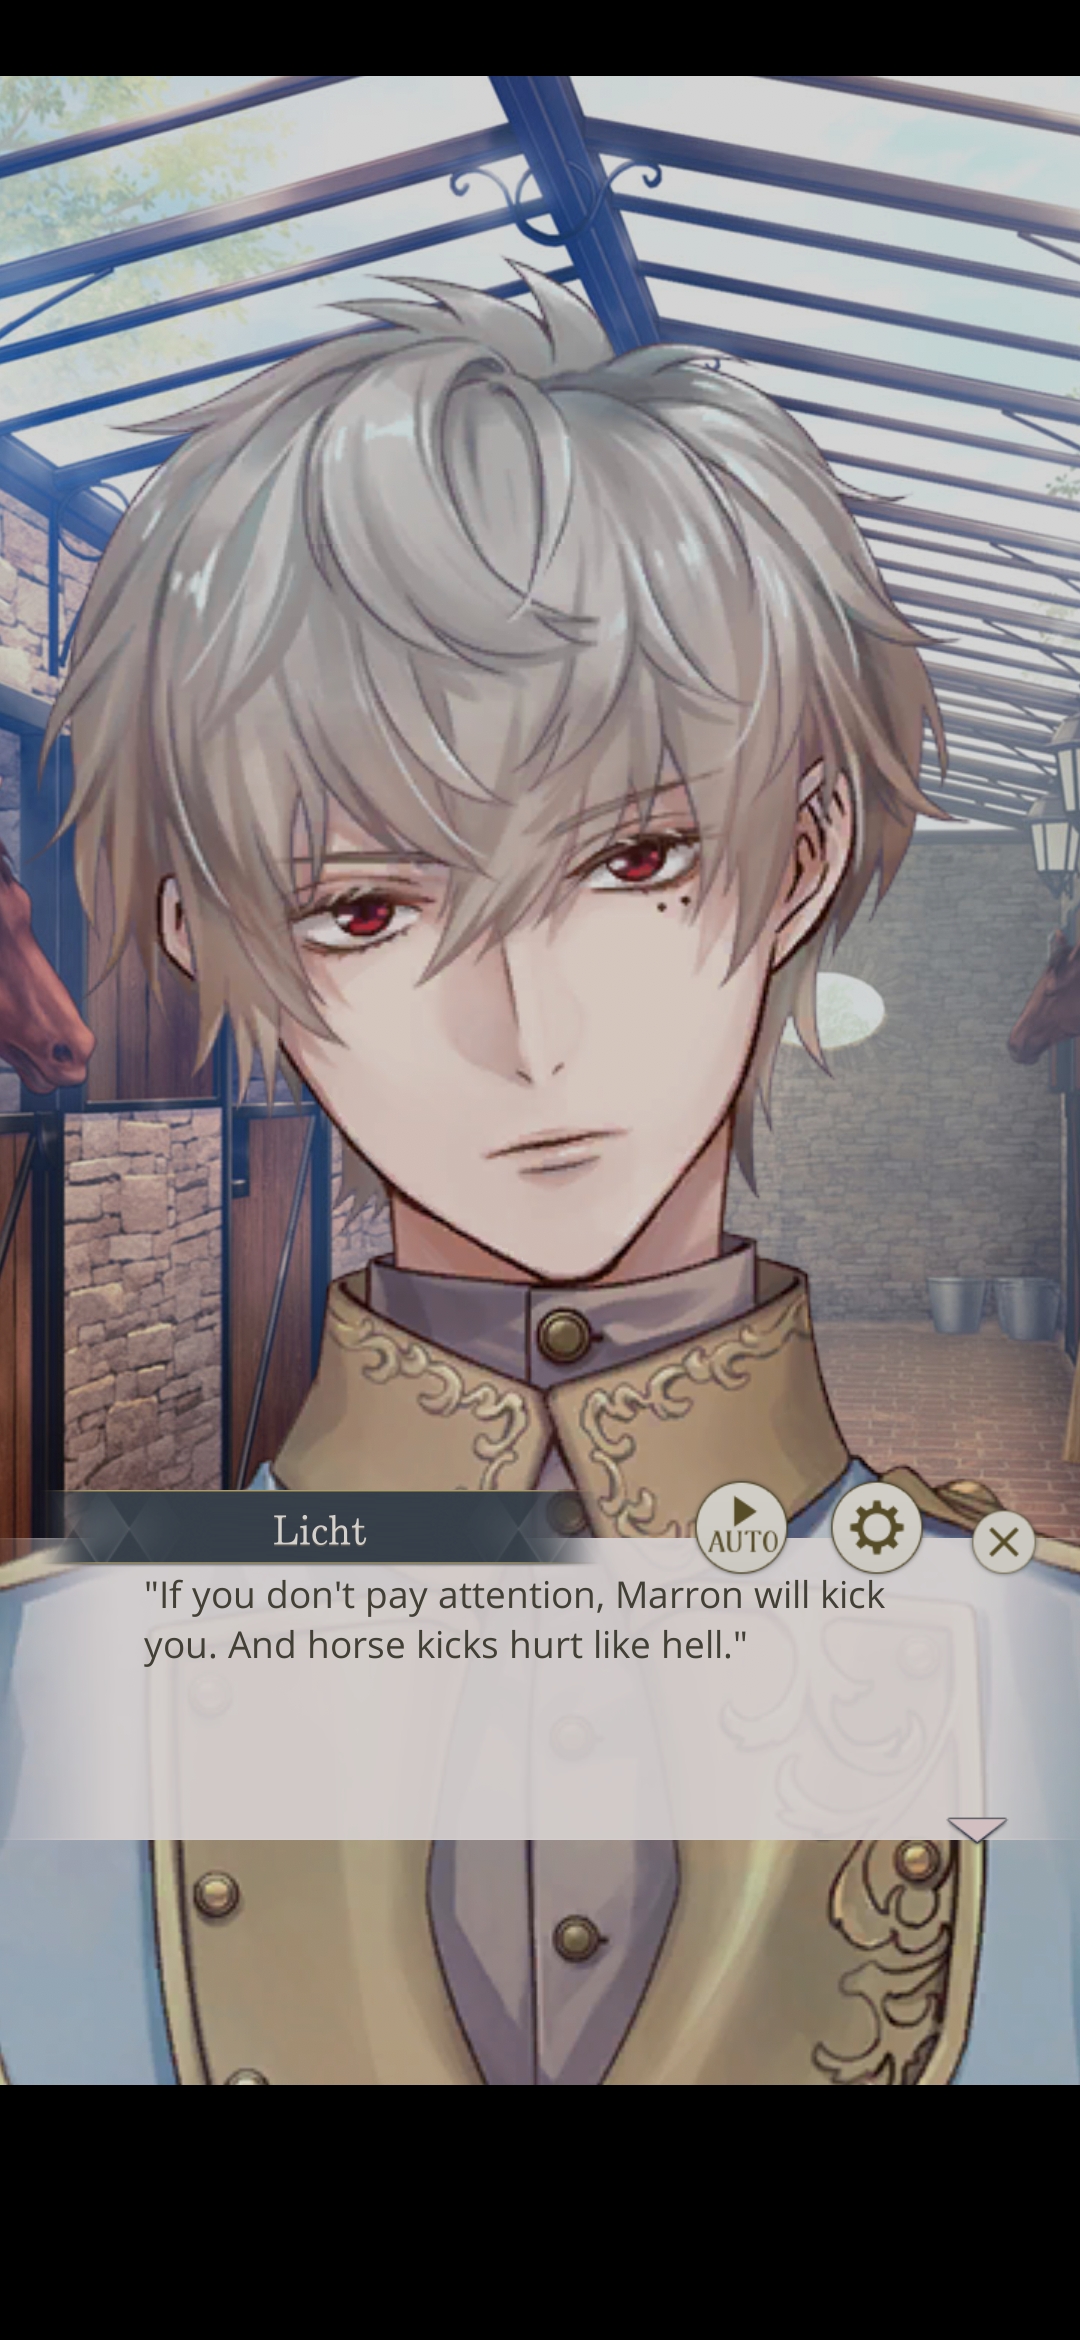 Licht
AUTO
"If you don't pay attention, Marron will kick
you. And horse kicks hurt like hell."